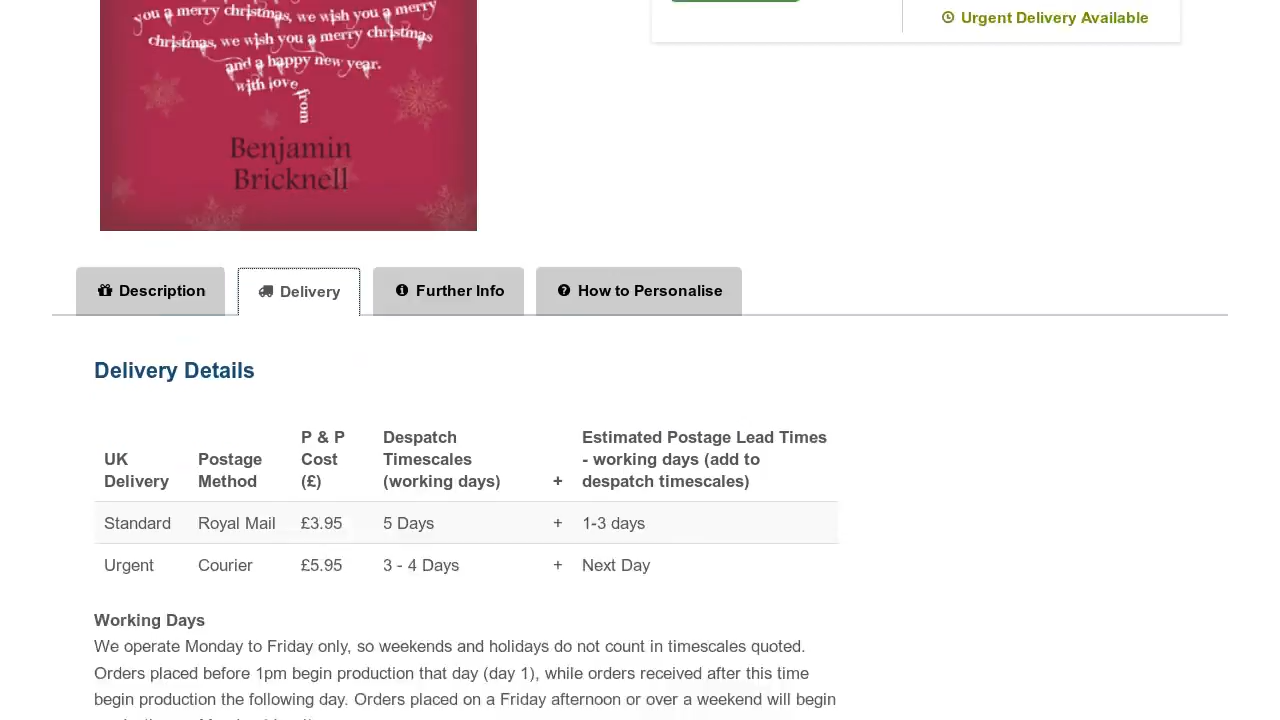 you a merry christmas, we wish you a merry
christmas, we wish you a merry christmas
and a happy new year.
with love
from
Benjamin
Bricknell
Urgent Delivery Available
Description Delivery Further Info How to Personalise
Delivery Details
UK Delivery Postage Method P & P Cost (£) Despatch Timescales (working days) + Estimated Postage Lead Times - working days (add to despatch timescales)
Standard Royal Mail £3.95 5 Days + 1-3 days
Urgent Courier £5.95 3 - 4 Days + Next Day
Working Days
We operate Monday to Friday only, so weekends and holidays do not count in timescales quoted.
Orders placed before 1pm begin production that day (day 1), while orders received after this time
begin production the following day. Orders placed on a Friday afternoon or over a weekend will begin